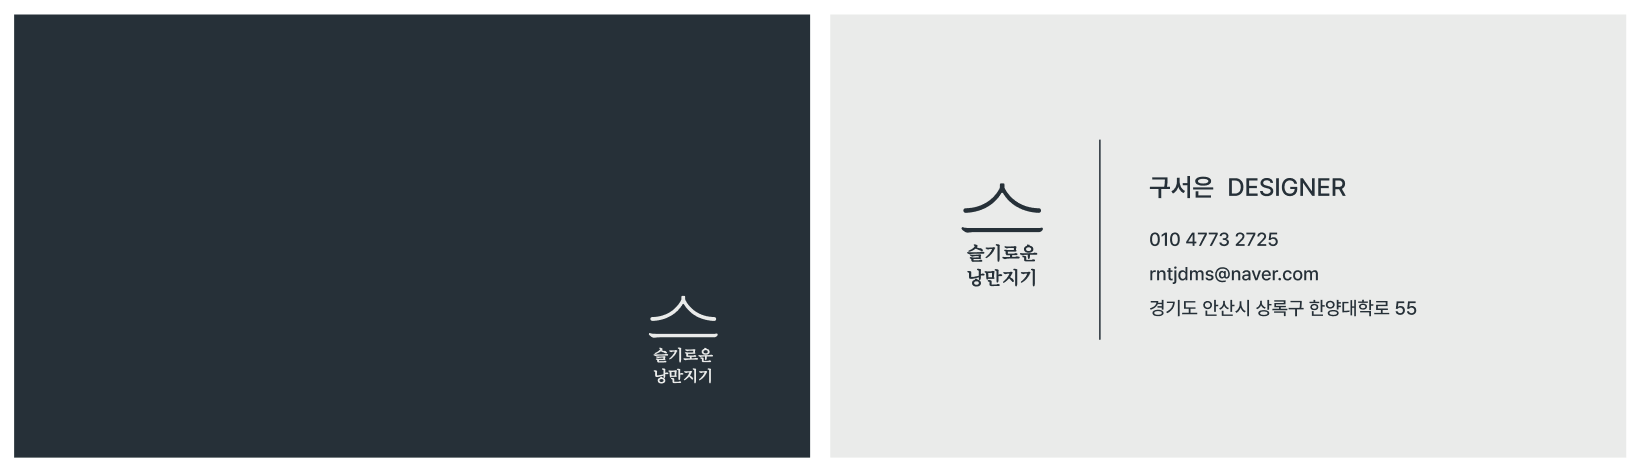 슬기로운
낭만지기
슬기로운
낭만지기
구서은 DESIGNER
010 4773 2725
rntjdms@naver.com
경기도 안산시 상록구 한양대학로 55